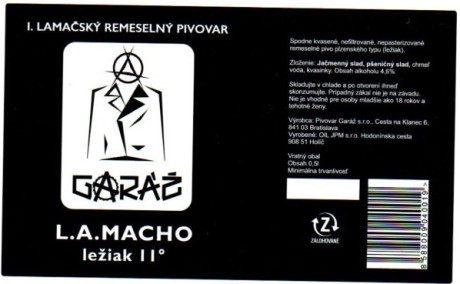 I. LAMAČSKÝ REMESELNÝ PIVOVAR
GARÁŽ
L.A.MACHO
ležiak 11°
Spodne kvasené, nefiltrované, nepasterizované
remeselné pivo plzenského typu (ležiak).
Zloženie: Jačmenný slad, pšeničný slad, chmeľ
voda, kvasinky. Obsah alkoholu 4,6%
Skladujte v chlade a po otvorení ihneď
skonzumujte. Prípadný zákal nie je na závadu.
Nie je vhodné pre osoby mladšie ako 18 rokov a
tehotné ženy.
Výrobca: Pivovar Garáž s.r.o., Cesta na Klanec 6,
841 03 Bratislava
Vyrobené: OIL JPM s.r.o. Hodonínska cesta
908 51 Holíč
Vratný obal
Obsah 0,5l
Minimálna trvanlivosť
Z
ZÁLOHOVANÉ
8 588009 040019 >